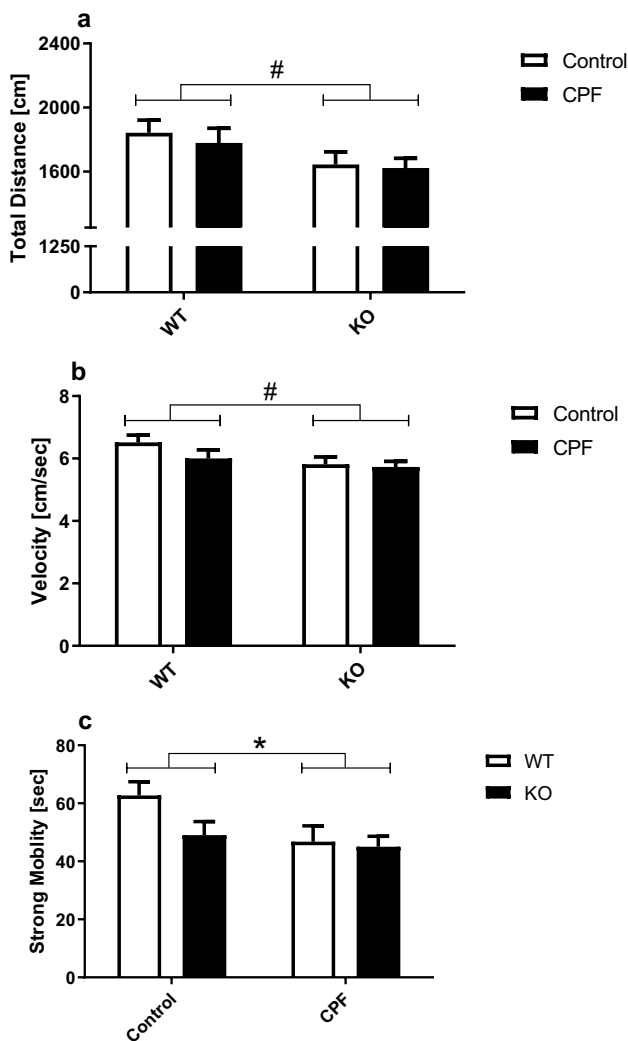 a
Total Distance [cm]
2400
2000
1600
1250
0
#
WT
KO
Control
CPF
b
Velocity [cm/sec]
8
6
4
2
0
#
WT
KO
Control
CPF
c
Strong Moblity [sec]
80
60
40
20
0
*
Control
CPF
WT
KO